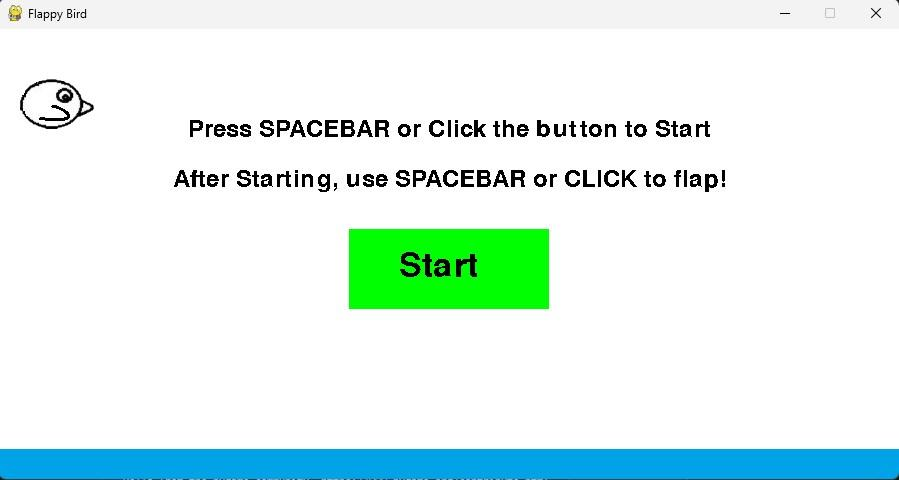 Flappy Bird
Press SPACEBAR or Click the button to Start
After Starting, use SPACEBAR or CLICK to flap!
Start